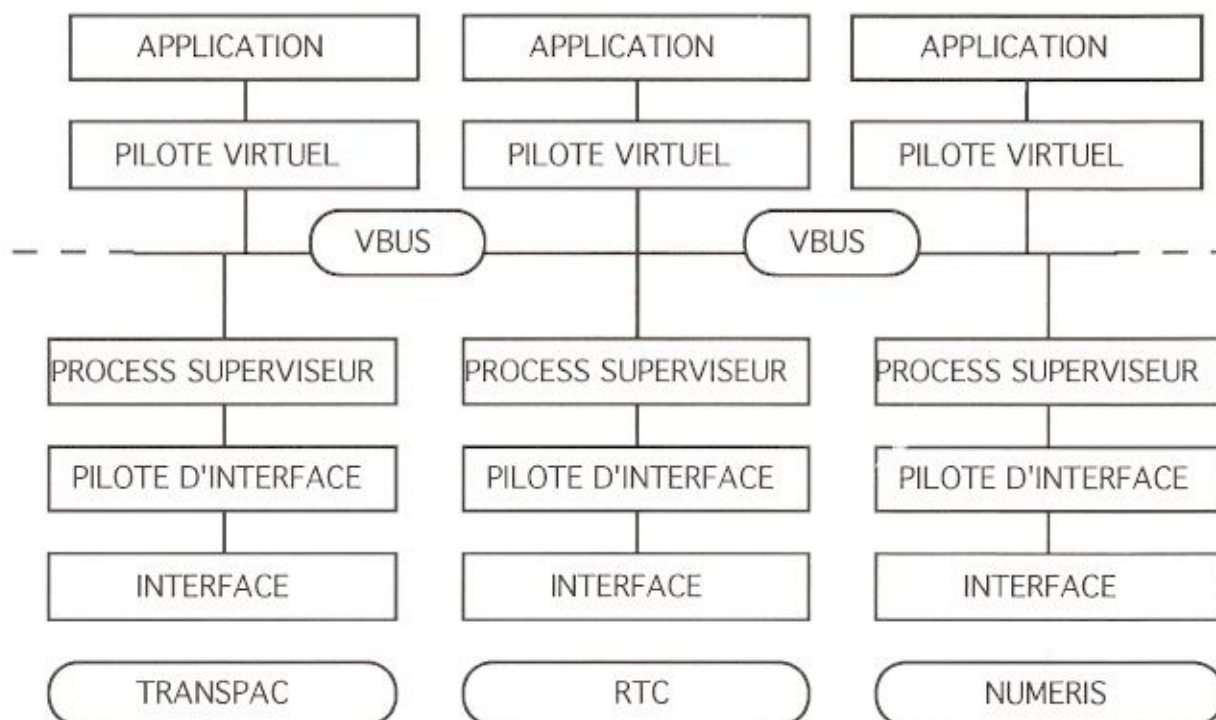 APPLICATION APPLICATION APPLICATION
PILOTE VIRTUEL PILOTE VIRTUEL PILOTE VIRTUEL
VBUS VBUS
PROCESS SUPERVISEUR PROCESS SUPERVISEUR PROCESS SUPERVISEUR
PILOTE D'INTERFACE PILOTE D'INTERFACE PILOTE D'INTERFACE
INTERFACE INTERFACE INTERFACE
TRANSPAC RTC NUMERIS